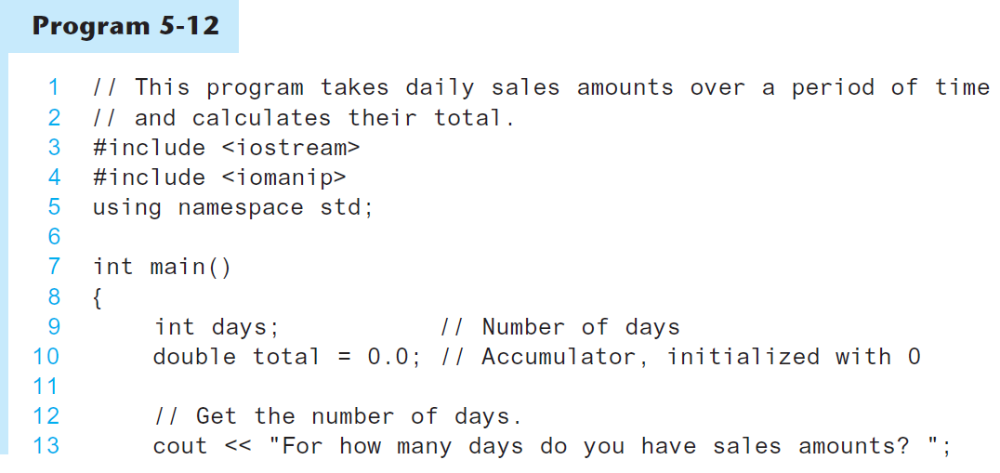 Program 5-12
1 // This program takes daily sales amounts over a period of time
2 // and calculates their total.
3 #include <iostream>
4 #include <iomanip>
5 using namespace std;
6
7 int main()
8 {
9 int days; // Number of days
10 double total = 0.0; // Accumulator, initialized with 0
11
12 // Get the number of days.
13 cout << "For how many days do you have sales amounts? ";